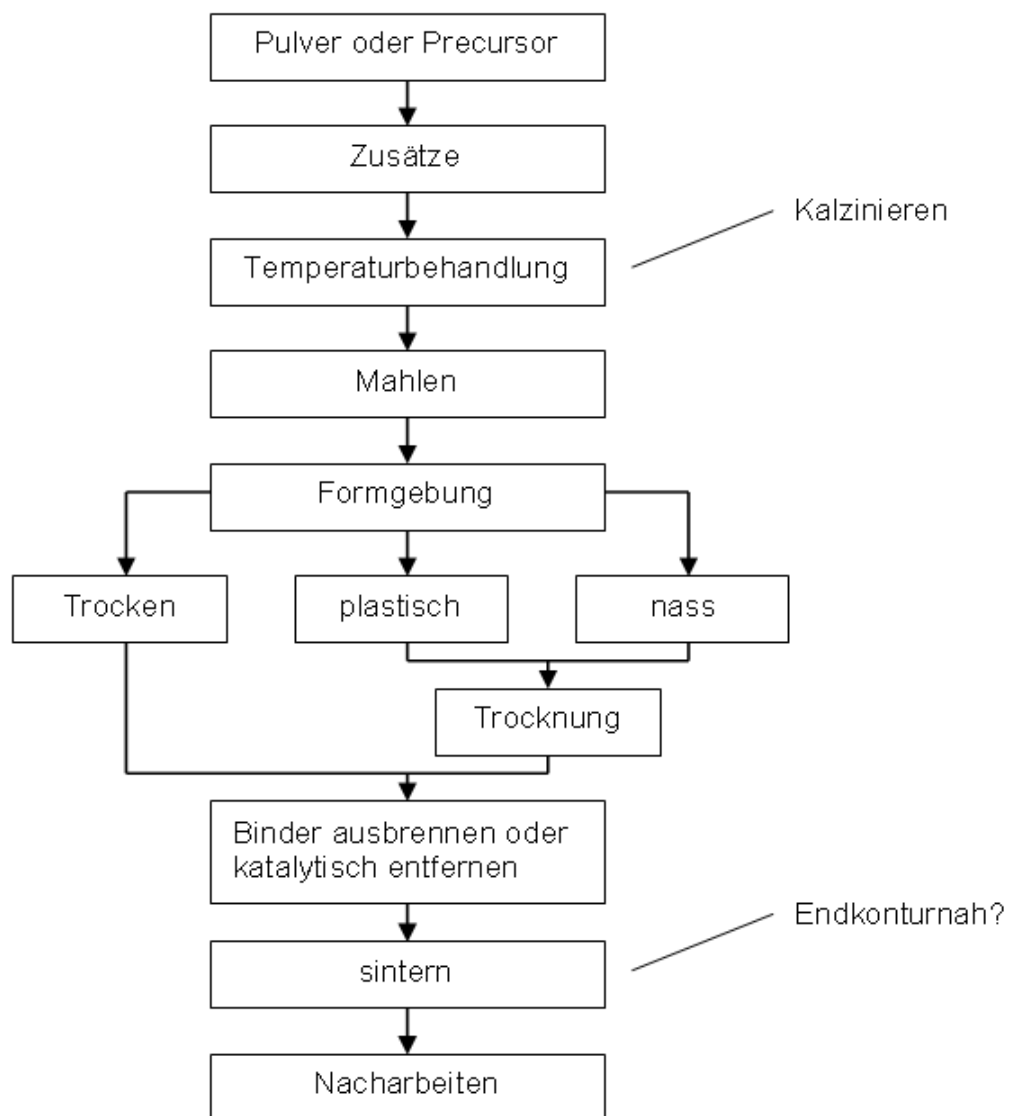 Pulver oder Precursor
Zusätze
Kalzinieren
Temperaturbehandlung
Mahlen
Formgebung
Trocken
plastisch
nass
Trocknung
Binder ausbrennen oder
katalytisch entfernen
Endkonturnah?
sintern
Nacharbeiten